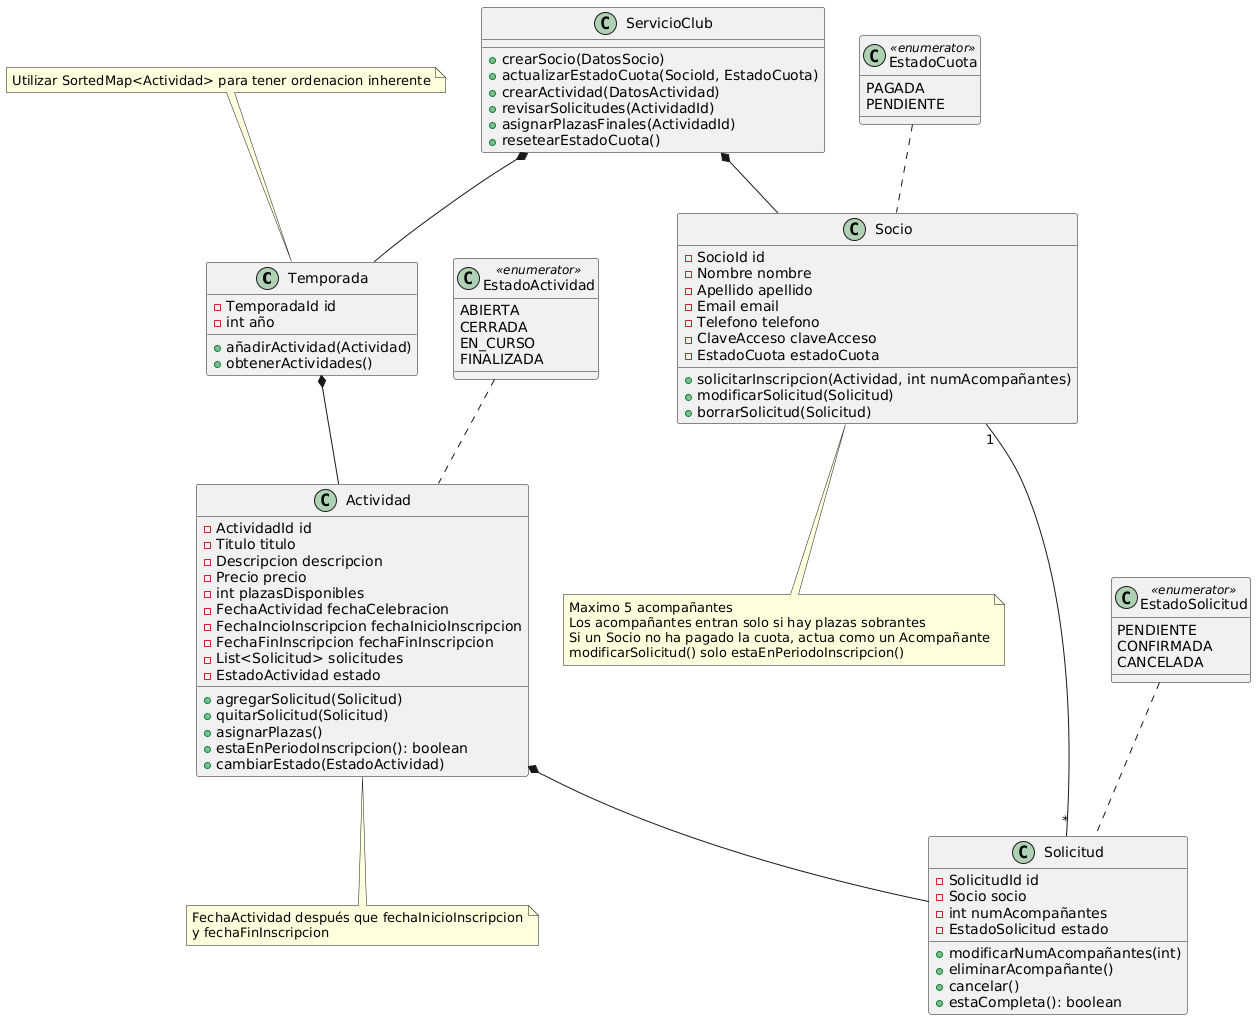 ServicioClub
crearSocio(DatosSocio)
actualizarEstadoCuota(SocioId, EstadoCuota)
crearActividad(DatosActividad)
revisarSolicitudes(ActividadId)
asignarPlazasFinales(ActividadId)
resetearEstadoCuota()
«enumerator»
EstadoCuota
PAGADA
PENDIENTE
Utilizar SortedMap<Actividad> para tener ordenacion inherente
Socio
SocioId id
Nombre nombre
Apellido apellido
Email email
Telefono telefono
ClaveAcceso claveAcceso
EstadoCuota estadoCuota
solicitarInscripcion(Actividad, int numAcompañantes)
modificarSolicitud(Solicitud)
borrarSolicitud(Solicitud)
Temporada
TemporadaId id
int año
añadirActividad(Actividad)
obtenerActividades()
«enumerator»
EstadoActividad
ABIERTA
CERRADA
EN_CURSO
FINALIZADA
1
Actividad
ActividadId id
Titulo titulo
Descripcion descripcion
Precio precio
int plazasDisponibles
FechaActividad fechaCelebracion
FechaIncioInscripcion fechaInicioInscripcion
FechaFinInscripcion fechaFinInscripcion
List<Solicitud> solicitudes
EstadoActividad estado
agregarSolicitud(Solicitud)
quitarSolicitud(Solicitud)
asignarPlazas()
estaEnPeriodoInscripcion(): boolean
cambiarEstado(EstadoActividad)
Maximo 5 acompañantes
Los acompañantes entran solo si hay plazas sobrantes
Si un Socio no ha pagado la cuota, actua como un Acompañante
modificarSolicitud() solo estaEnPeriodoInscripcion()
«enumerator»
EstadoSolicitud
PENDIENTE
CONFIRMADA
CANCELADA
*
FechaActividad después que fechaInicioInscripcion
y fechaFinInscripcion
Solicitud
SolicitudId id
Socio socio
int numAcompañantes
EstadoSolicitud estado
modificarNumAcompañantes(int)
eliminarAcompañante()
cancelar()
estaCompleta(): boolean